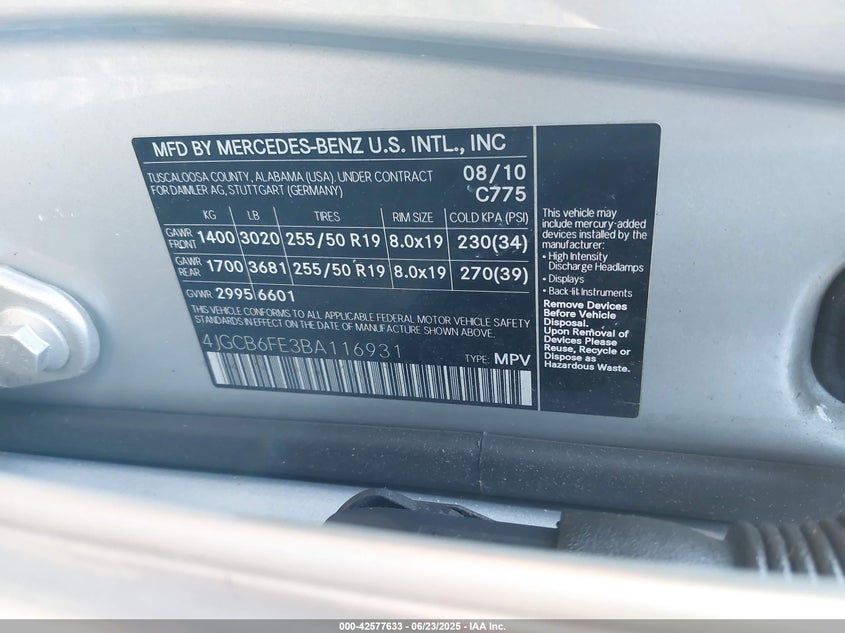 MFD BY MERCEDES-BENZ U.S. INTL., INC
TUSCALOOSA COUNTY, ALABAMA (USA). UNDER CONTRACT
FOR DAIMLER AG, STUTTGART (GERMANY)
08/10
C775
KG LB TIRES RIM SIZE COLD KPA (PSI)
GAWR FRONT 1400 3020 255/50 R19 8.0x19 230(34)
GAWR REAR 1700 3681 255/50 R19 8.0x19 270(39)
GVWR 2995 6601
THIS VEHICLE CONFORMS TO ALL APPLICABLE FEDERAL MOTOR VEHICLE SAFETY
STANDARDS IN EFFECT ON THE DATE OF MANUFACTURE SHOWN ABOVE.
4JGCB6FE3BA116931
TYPE: MPV
This vehicle may
include mercury-added
devices installed by the
manufacturer:
• High Intensity
Discharge Headlamps
• Displays
• Back-lit Instruments
Remove Devices
Before Vehicle
Disposal.
Upon Removal of
Devices Please
Reuse, Recycle or
Dispose as
Hazardous Waste.
000-42577633 - 06/23/2025 - IAA Inc.